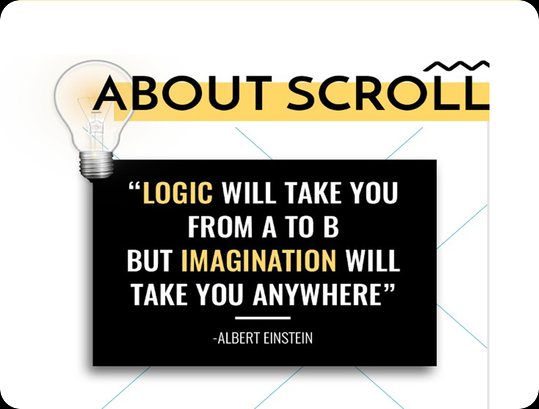 ABOUT SCROLL
“LOGIC WILL TAKE YOU
FROM A TO B
BUT IMAGINATION WILL
TAKE YOU ANYWHERE”
-ALBERT EINSTEIN